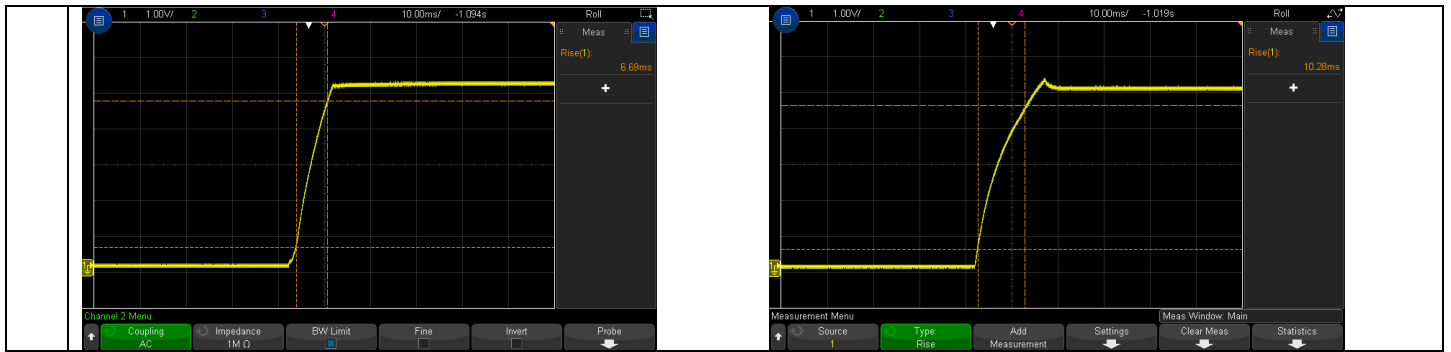 1 1.00V/ 2 3 4 10.00ms/ -1.094s Roll
Meas
Rise(1):
6.69ms
+
Channel 2 Menu
Coupling Impedance BW Limit Fine Invert Probe
AC 1M Ω
1 1.00V/ 2 3 4 10.00ms/ -1.019s Roll
Meas
Rise(1):
10.28ms
+
Measurement Menu Meas Window: Main
Source Type: Add Settings Clear Meas Statistics
1 Rise Measurement